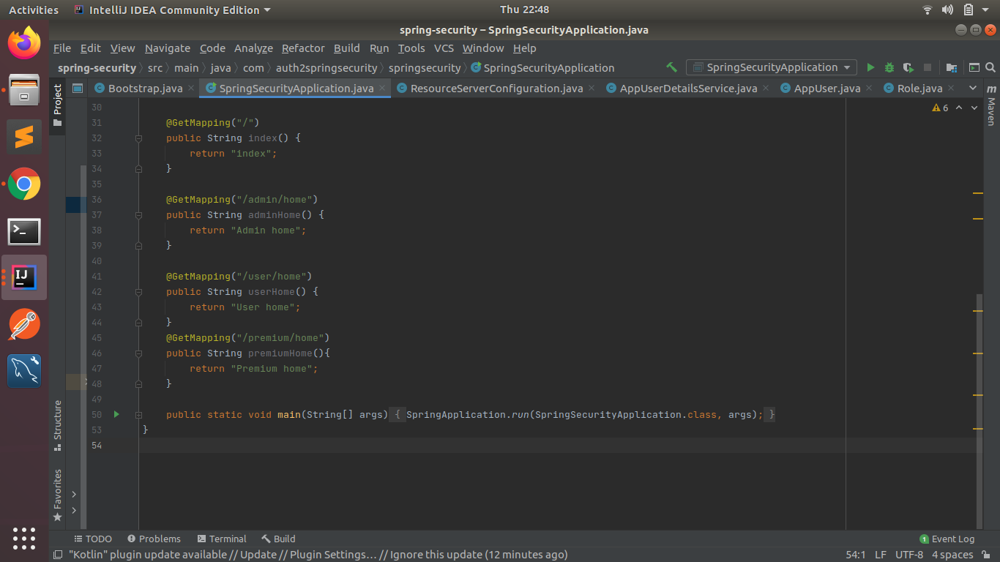 Activities IntelliJ IDEA Community Edition Thu 22:48
spring-security – SpringSecurityApplication.java
File Edit View Navigate Code Analyze Refactor Build Run Tools VCS Window Help
spring-security src main java com auth2springsecurity springsecurity SpringSecurityApplication SpringSecurityApplication
Project Bootstrap.java SpringSecurityApplication.java ResourceServerConfiguration.java AppUserDetailsService.java AppUser.java Role.java Maven
30 6
31 @GetMapping("/")
32 public String index() {
33 return "index";
34 }
35
36 @GetMapping("/admin/home")
37 public String adminHome() {
38 return "Admin home";
39 }
40
41 @GetMapping("/user/home")
42 public String userHome() {
43 return "User home";
44 }
45 @GetMapping("/premium/home")
46 public String premiumHome(){
47 return "Premium home";
48 }
49
50 public static void main(String[] args) { SpringApplication.run(SpringSecurityApplication.class, args); }
53 }
54
Structure
Favorites
TODO Problems Terminal Build 1 Event Log
"Kotlin" plugin update available // Update // Plugin Settings... // Ignore this update (12 minutes ago) 54:1 LF UTF-8 4 spaces